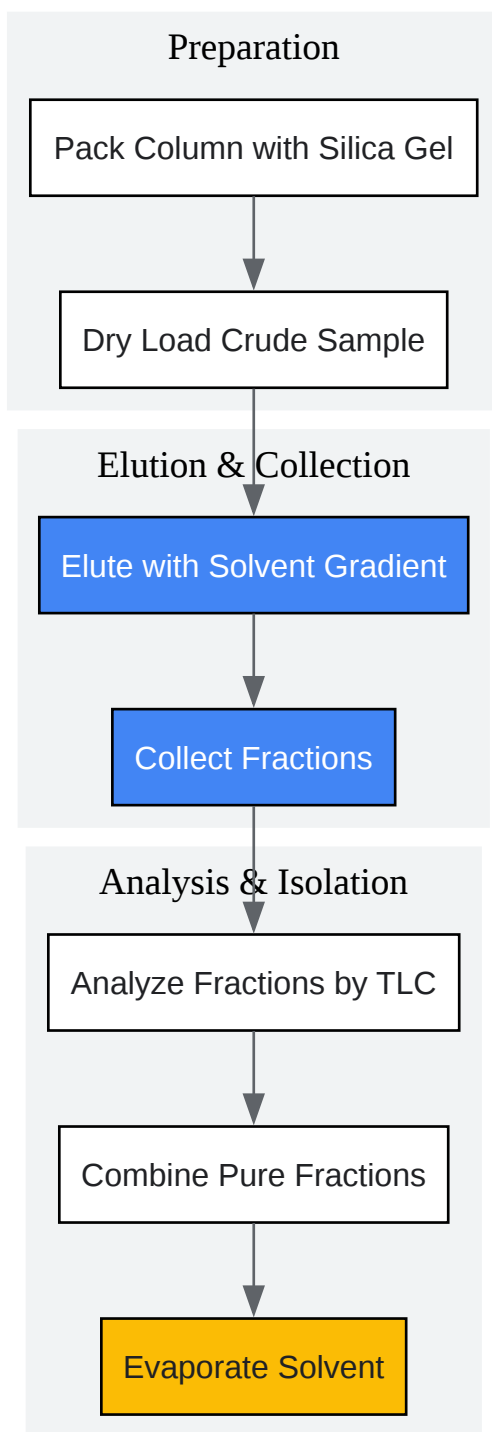 Preparation
Pack Column with Silica Gel
Dry Load Crude Sample
Elution & Collection
Elute with Solvent Gradient
Collect Fractions
Analysis & Isolation
Analyze Fractions by TLC
Combine Pure Fractions
Evaporate Solvent